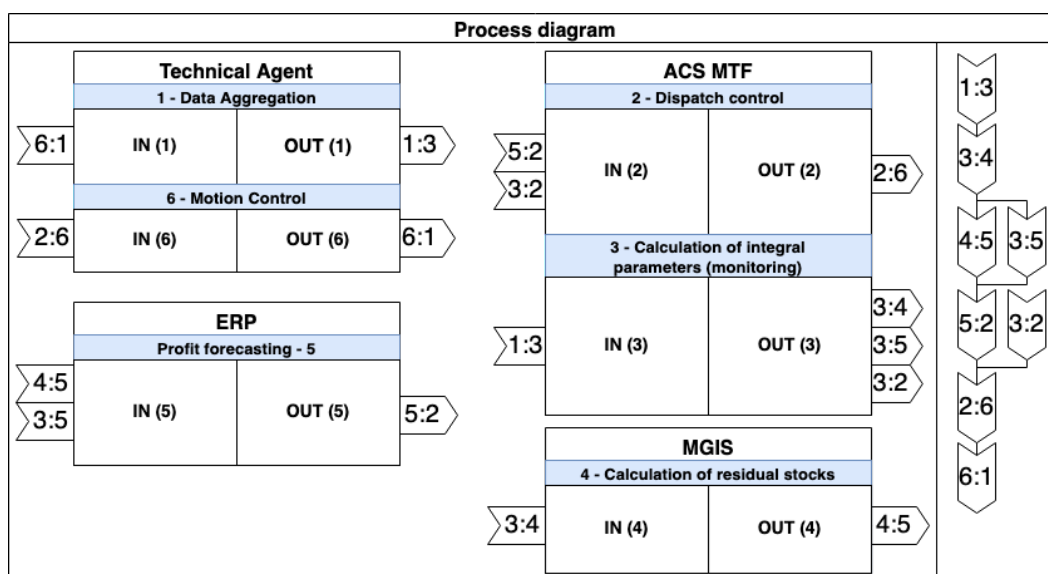 Process diagram
Technical Agent
1 - Data Aggregation
6:1
IN (1)
OUT (1)
1:3
6 - Motion Control
2:6
IN (6)
OUT (6)
6:1
ERP
Profit forecasting - 5
4:5
3:5
IN (5)
OUT (5)
5:2
ACS MTF
2 - Dispatch control
5:2
3:2
IN (2)
OUT (2)
2:6
3 - Calculation of integral
parameters (monitoring)
1:3
IN (3)
OUT (3)
3:4
3:5
3:2
MGIS
4 - Calculation of residual stocks
3:4
IN (4)
OUT (4)
4:5
1:3
3:4
4:5
3:5
5:2
3:2
2:6
6:1